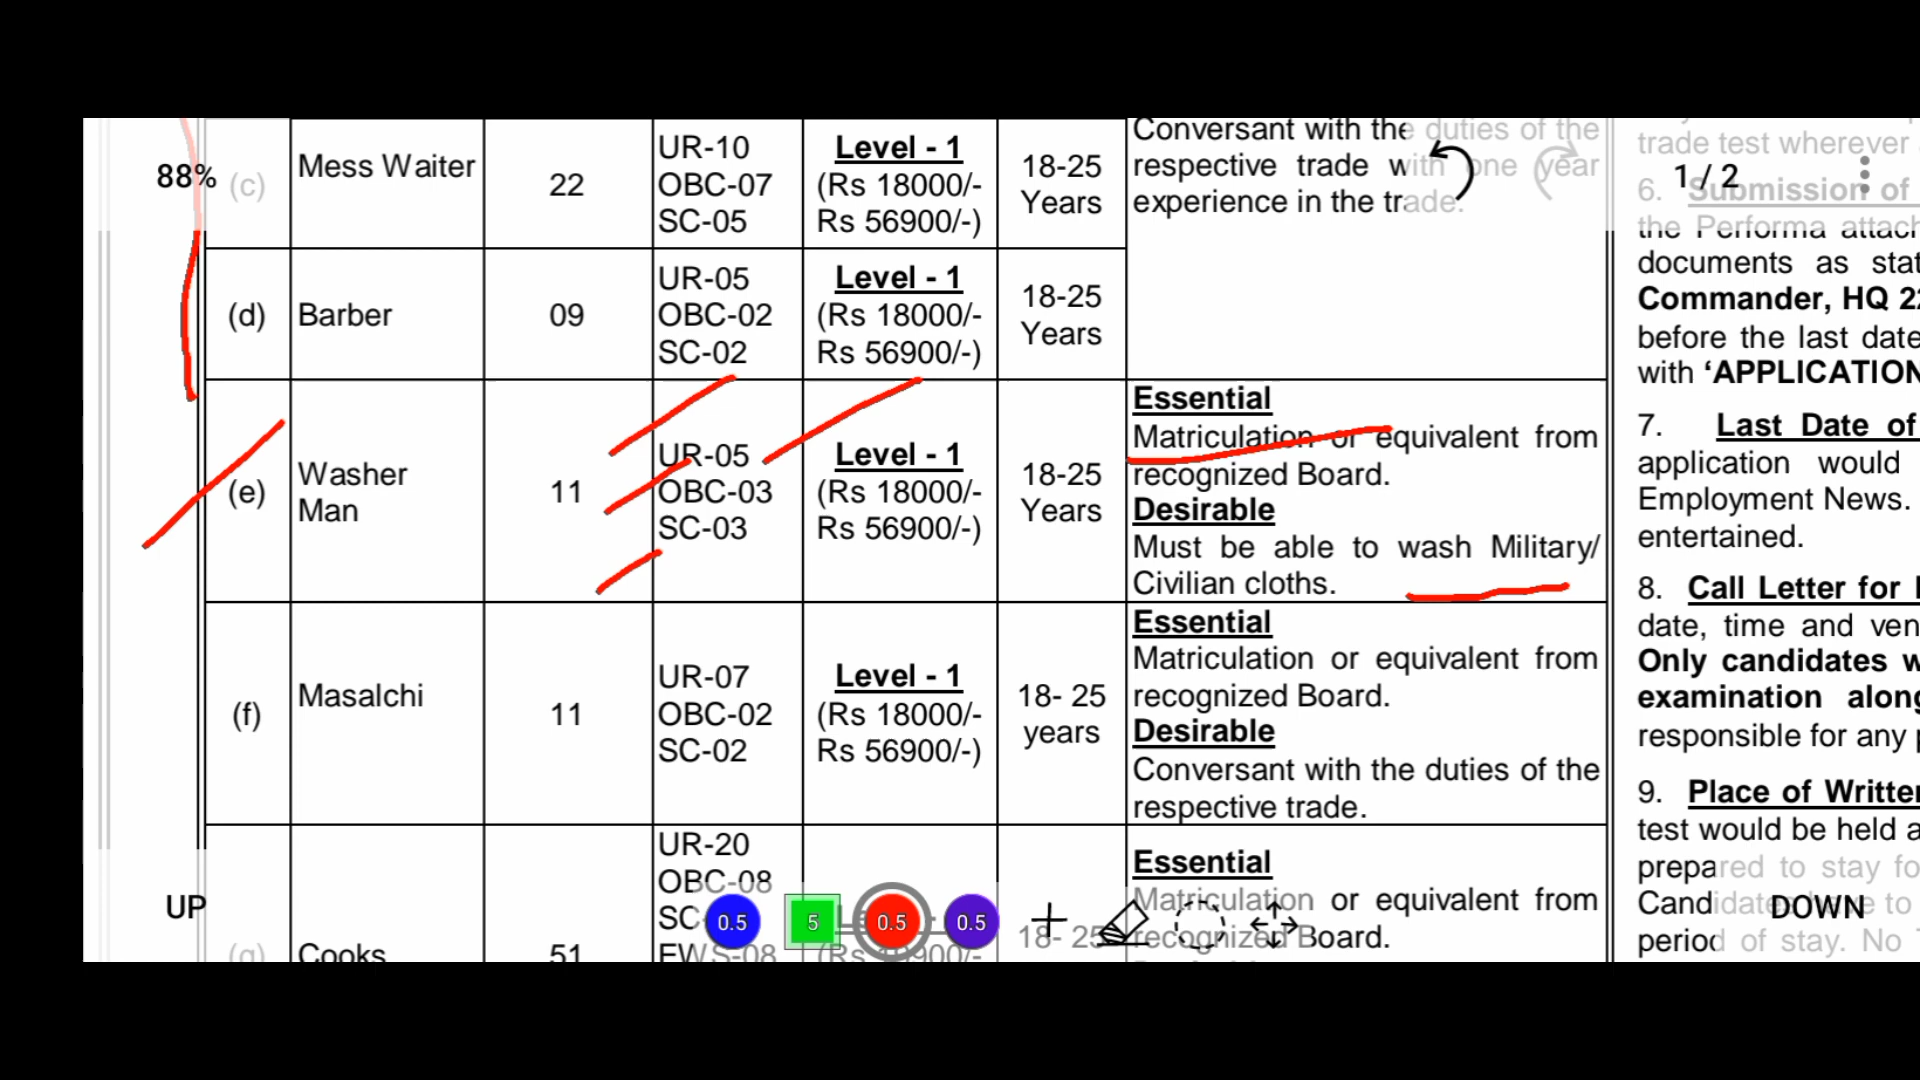 88%
1 / 2
(c)
Mess Waiter
22
UR-10
OBC-07
SC-05
Level - 1
(Rs 18000/-
Rs 56900/-)
18-25
Years
Conversant with the duties of the
respective trade with one year
experience in the trade.
(d)
Barber
09
UR-05
OBC-02
SC-02
Level - 1
(Rs 18000/-
Rs 56900/-)
18-25
Years
(e)
Washer
Man
11
UR-05
OBC-03
SC-03
Level - 1
(Rs 18000/-
Rs 56900/-)
18-25
Years
Essential
Matriculation or equivalent from
recognized Board.
Desirable
Must be able to wash Military/
Civilian cloths.
(f)
Masalchi
11
UR-07
OBC-02
SC-02
Level - 1
(Rs 18000/-
Rs 56900/-)
18- 25
years
Essential
Matriculation or equivalent from
recognized Board.
Desirable
Conversant with the duties of the
respective trade.
(g)
Cooks
51
UR-20
OBC-08
SC
EWS-08
18- 25
Essential
Matriculation or equivalent from
recognized Board.
trade test wherever
6. Submission of
the Performa attach
documents as stat
Commander, HQ 22
before the last date
with ‘APPLICATION
7. Last Date of
application would
Employment News.
entertained.
8. Call Letter for
date, time and ven
Only candidates w
examination along
responsible for any p
9. Place of Written
test would be held a
prepared to stay fo
Candidates have to
period of stay. No
UP
0.5
5
0.5
0.5
DOWN